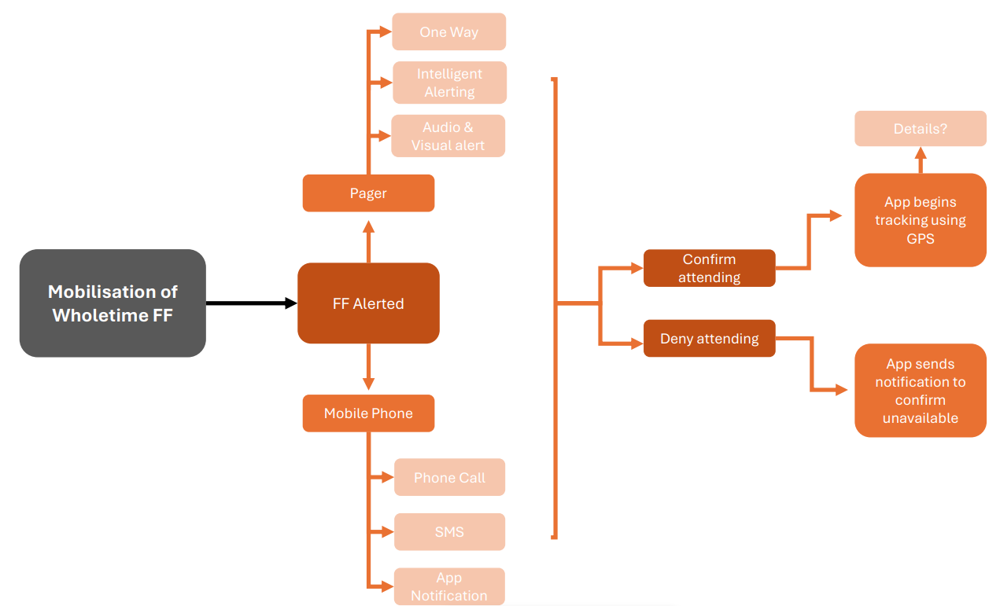 One Way
Intelligent
Alerting
Audio &
Visual alert
Pager
Mobilisation of
Wholetime FF
FF Alerted
Mobile Phone
Phone Call
SMS
App
Notification
Confirm
attending
Deny attending
Details?
App begins
tracking using
GPS
App sends
notification to
confirm
unavailable